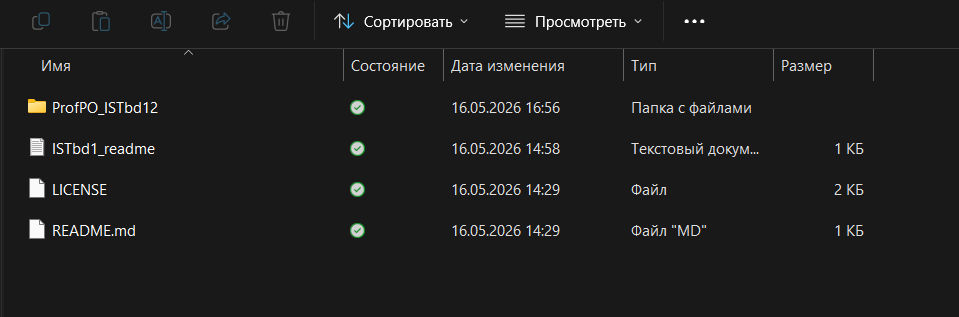 Сортировать Просмотреть
Имя Состояние Дата изменения Тип Размер
ProfPO_ISTbd12 16.05.2026 16:56 Папка с файлами
ISTbd1_readme 16.05.2026 14:58 Текстовый докум... 1 КБ
LICENSE 16.05.2026 14:29 Файл 2 КБ
README.md 16.05.2026 14:29 Файл "MD" 1 КБ